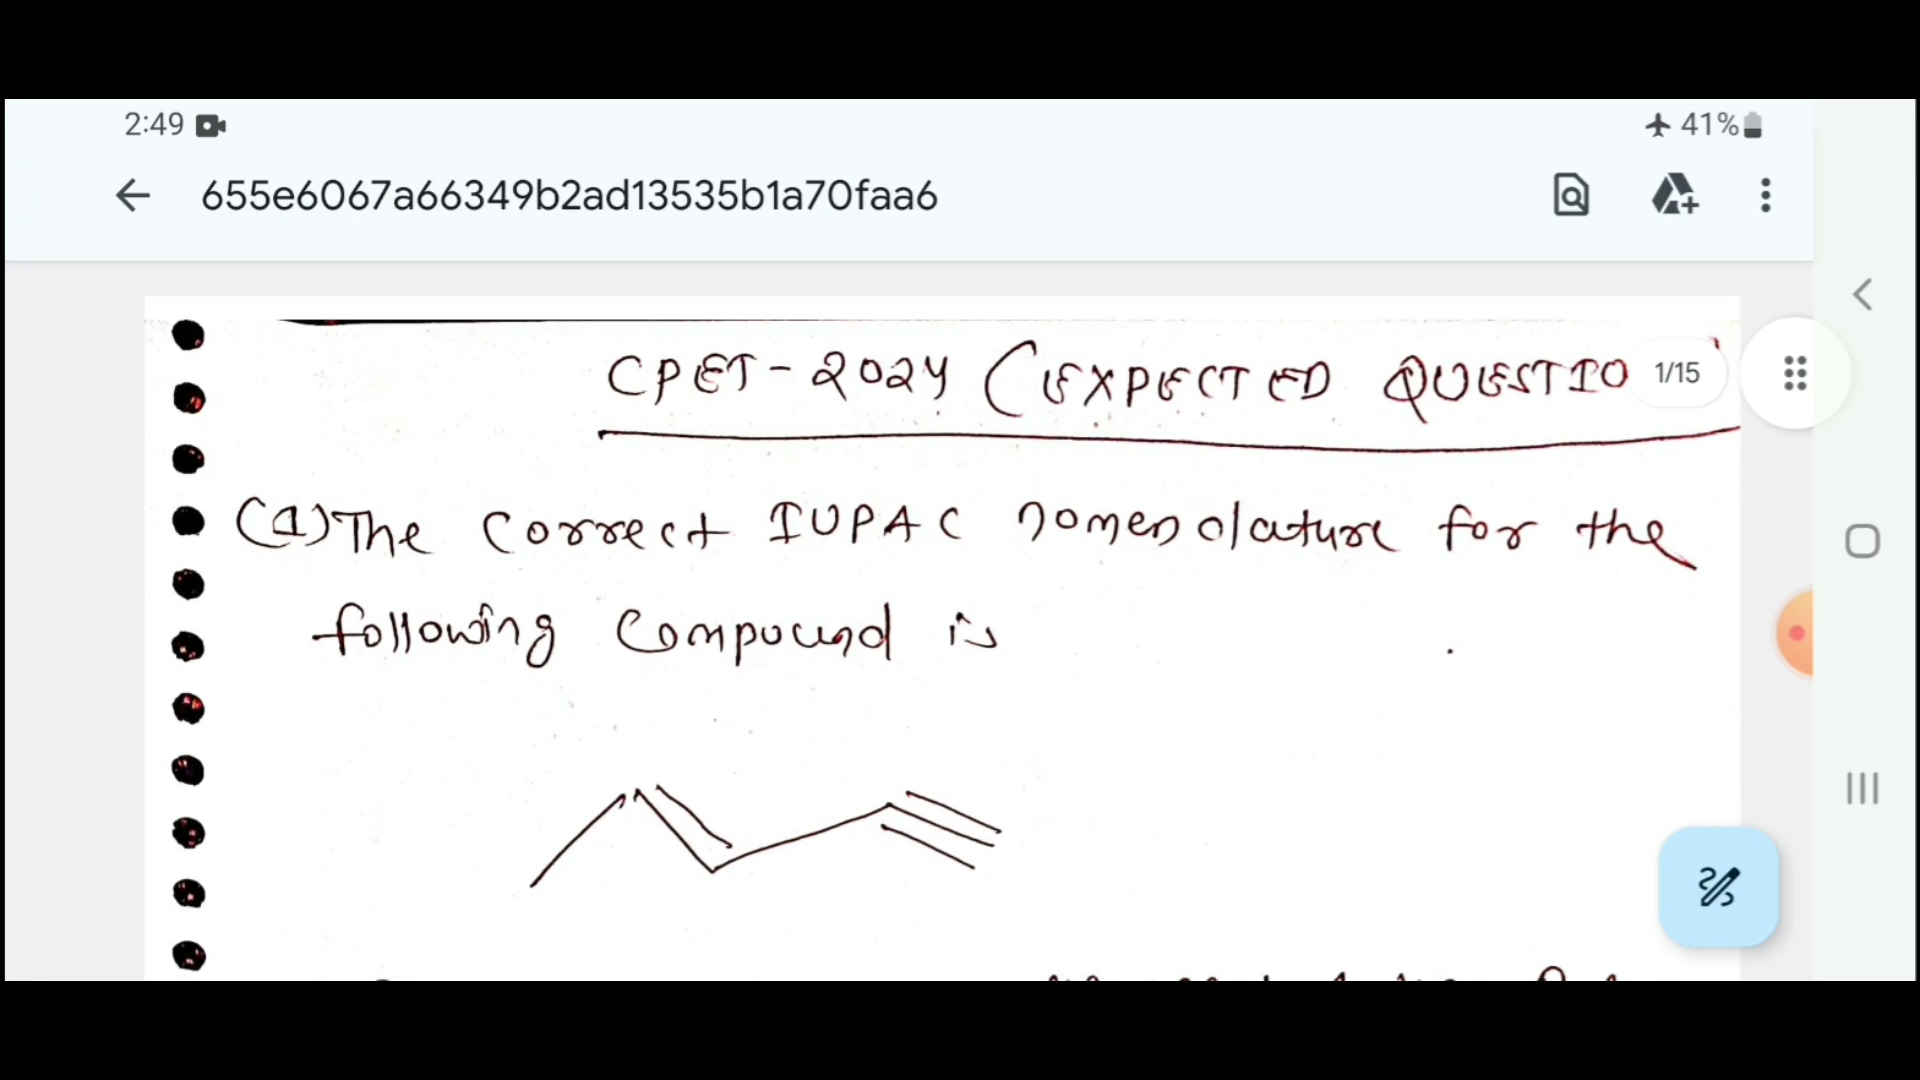 2:49
41%
655e6067a66349b2ad13535b1a70faa6
CPET-2024 (EXPECTED QUESTIO
1/15
(1) The Correct IUPAC nomenclature for the
following Compound is